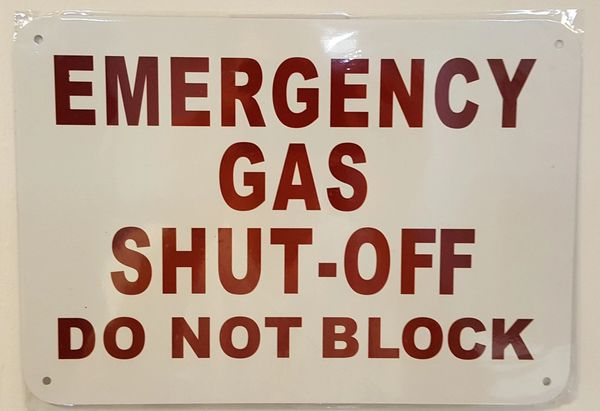 EMERGENCY
GAS
SHUT-OFF
DO NOT BLOCK